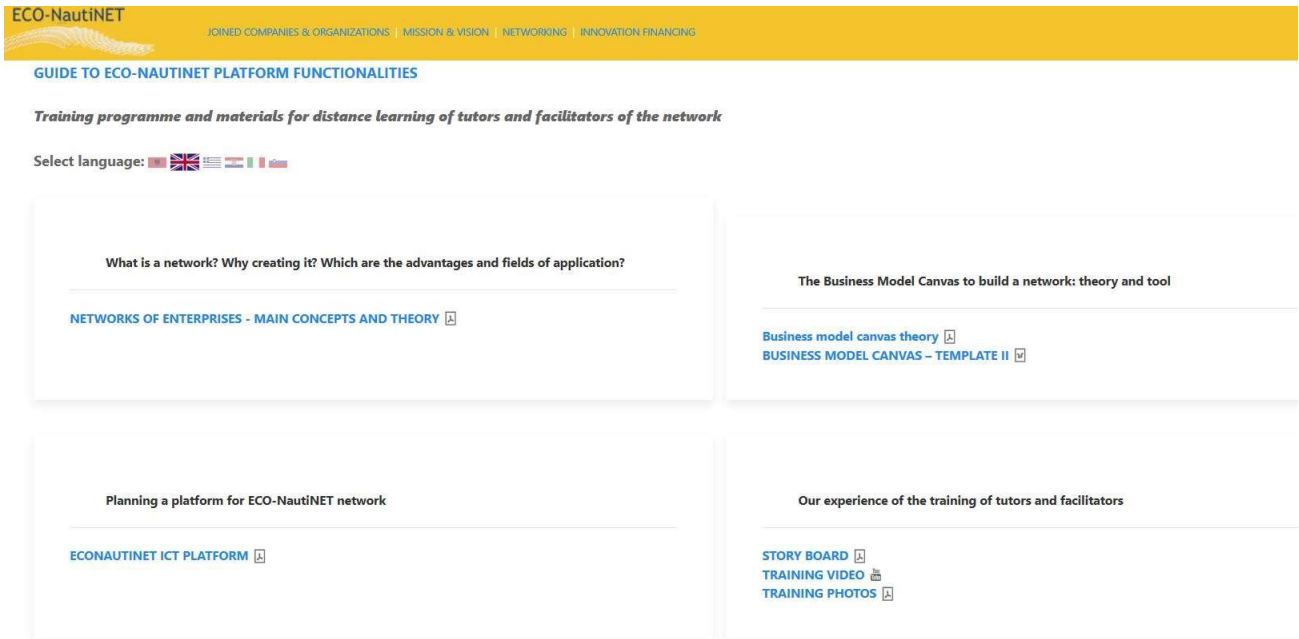 ECO-NautiNET
JOINED COMPANIES & ORGANIZATIONS | MISSION & VISION | NETWORKING | INNOVATION FINANCING
GUIDE TO ECO-NAUTINET PLATFORM FUNCTIONALITIES
Training programme and materials for distance learning of tutors and facilitators of the network
Select language:
What is a network? Why creating it? Which are the advantages and fields of application?
NETWORKS OF ENTERPRISES - MAIN CONCEPTS AND THEORY
The Business Model Canvas to build a network: theory and tool
Business model canvas theory
BUSINESS MODEL CANVAS – TEMPLATE II
Planning a platform for ECO-NautiNET network
ECONAUTINET ICT PLATFORM
Our experience of the training of tutors and facilitators
STORY BOARD
TRAINING VIDEO
TRAINING PHOTOS